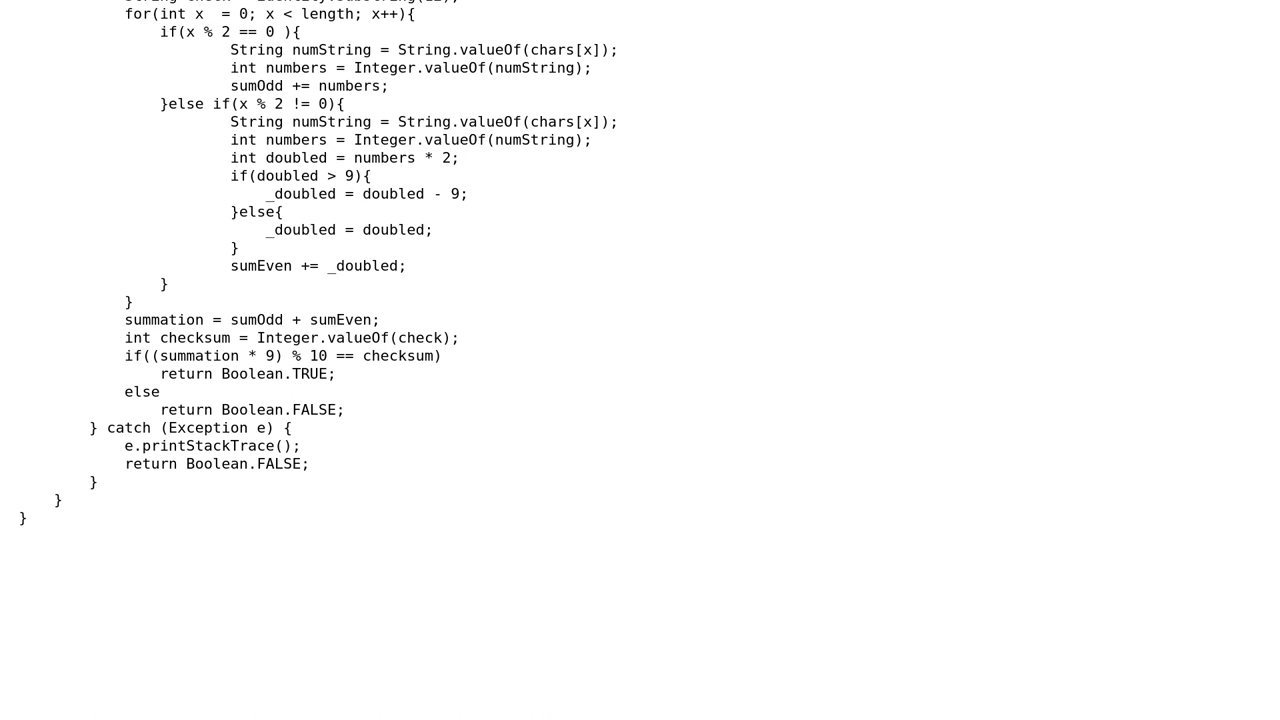 for(int x  = 0; x < length; x++){
if(x % 2 == 0 ){
String numString = String.valueOf(chars[x]);
int numbers = Integer.valueOf(numString);
sumOdd += numbers;
}else if(x % 2 != 0){
String numString = String.valueOf(chars[x]);
int numbers = Integer.valueOf(numString);
int doubled = numbers * 2;
if(doubled > 9){
_doubled = doubled - 9;
}else{
_doubled = doubled;
}
sumEven += _doubled;
}
}
summation = sumOdd + sumEven;
int checksum = Integer.valueOf(check);
if((summation * 9) % 10 == checksum)
return Boolean.TRUE;
else
return Boolean.FALSE;
} catch (Exception e) {
e.printStackTrace();
return Boolean.FALSE;
}
}
}